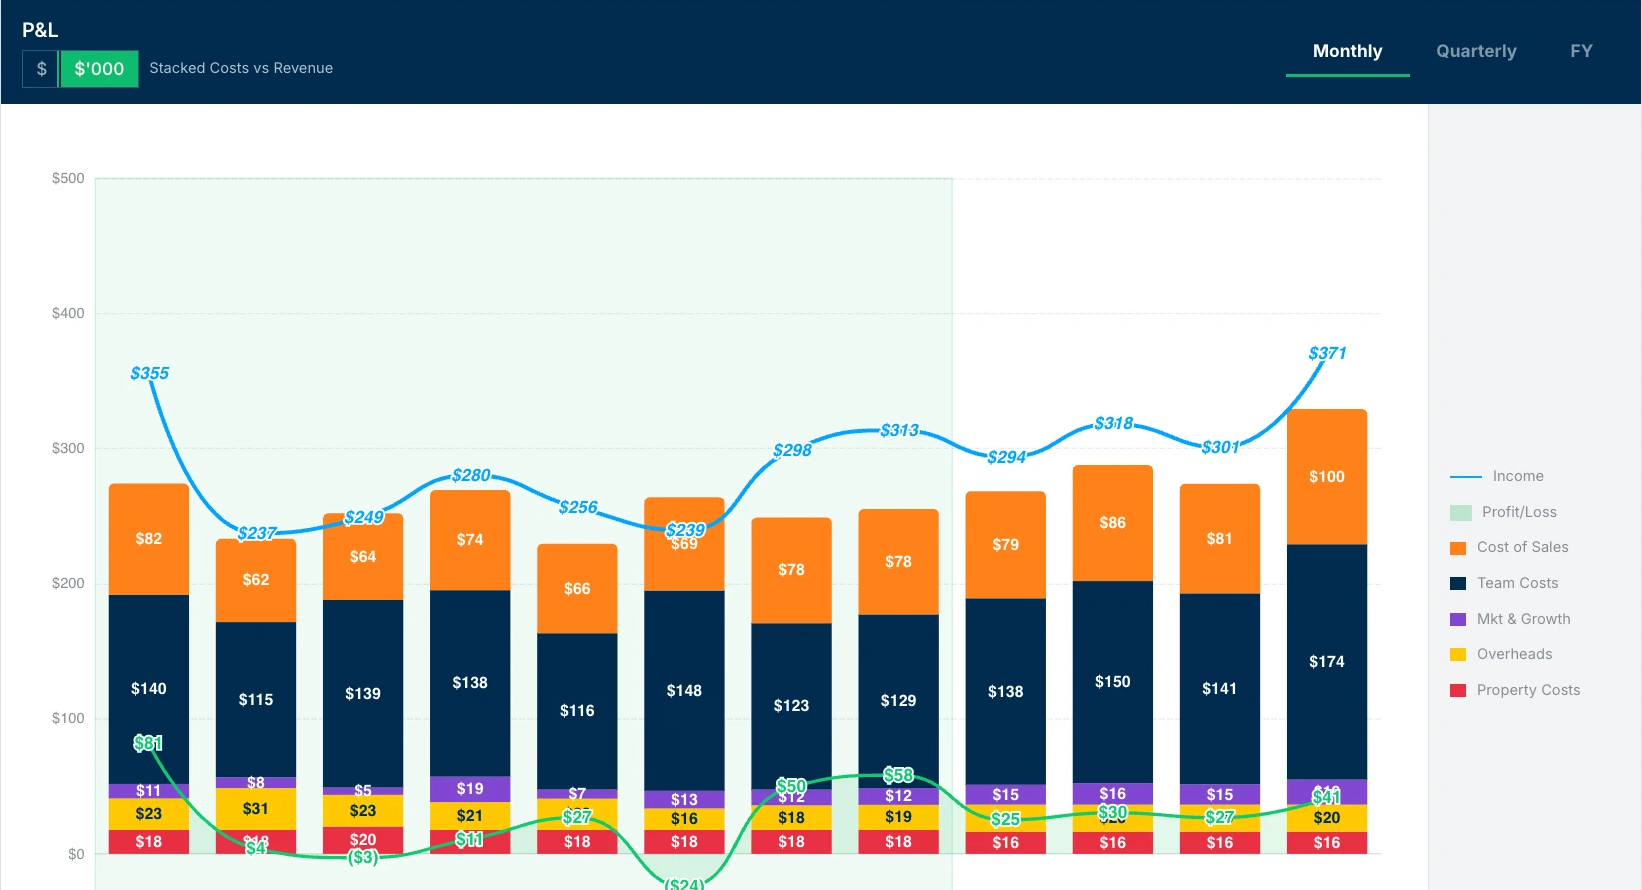 P&L
$ $'000 Stacked Costs vs Revenue
Monthly Quarterly FY
$500
$400
$300
$200
$100
$0
$355 $237 $249 $280 $256 $239 $298 $313 $294 $318 $301 $371
$82 $62 $64 $74 $66 $69 $78 $78 $79 $86 $81 $100
$140 $115 $139 $138 $116 $148 $123 $129 $138 $150 $141 $174
$81 $4 ($3) $11 $27 ($24) $50 $58 $25 $30 $27 $41
$11 $8 $5 $19 $7 $13 $12 $12 $15 $16 $15
$23 $31 $23 $21 $16 $18 $19 $20
$18 $18 $20 $18 $18 $18 $18 $16 $16 $16 $16
Income
Profit/Loss
Cost of Sales
Team Costs
Mkt & Growth
Overheads
Property Costs